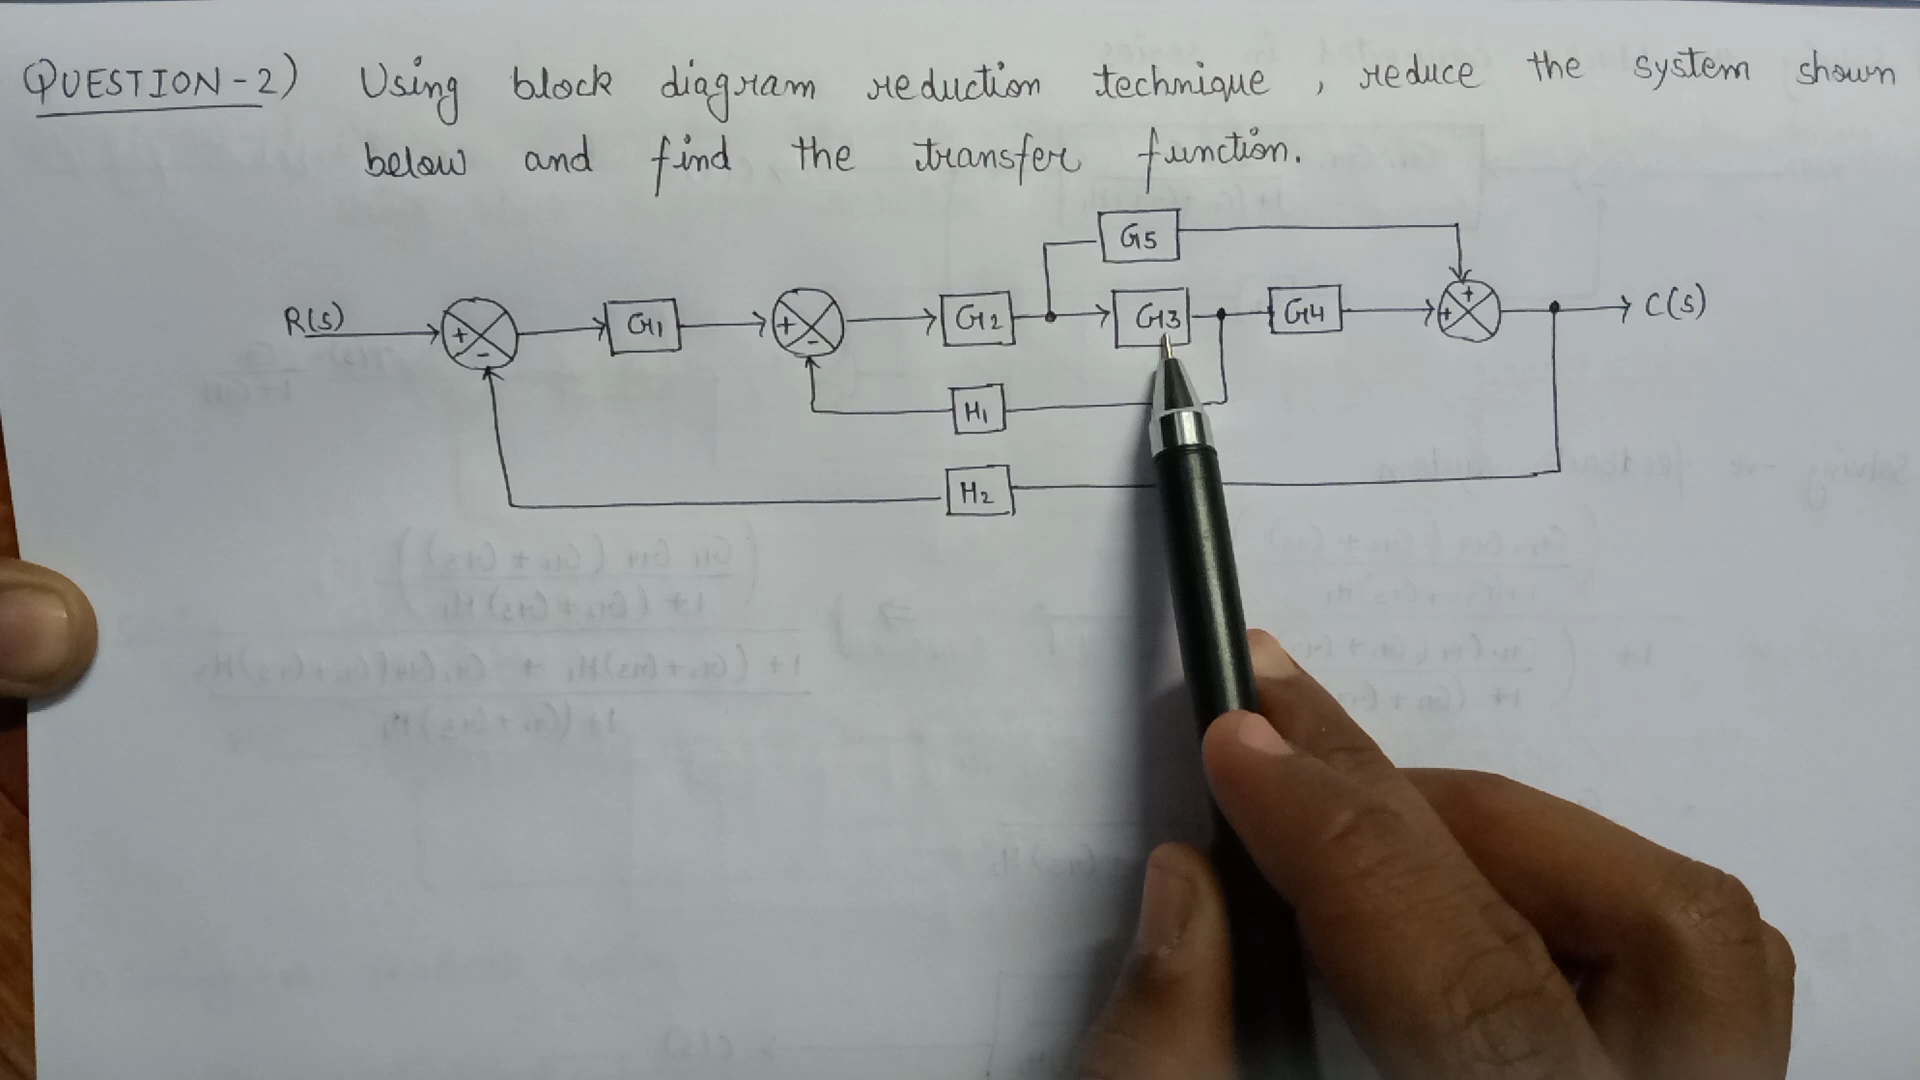 QUESTION-2) Using block diagram reduction technique, reduce the system shown
below and find the transfer function.
G5
R(s) + - G1 + - G2 G3 G4 + + C(s)
H1
H2